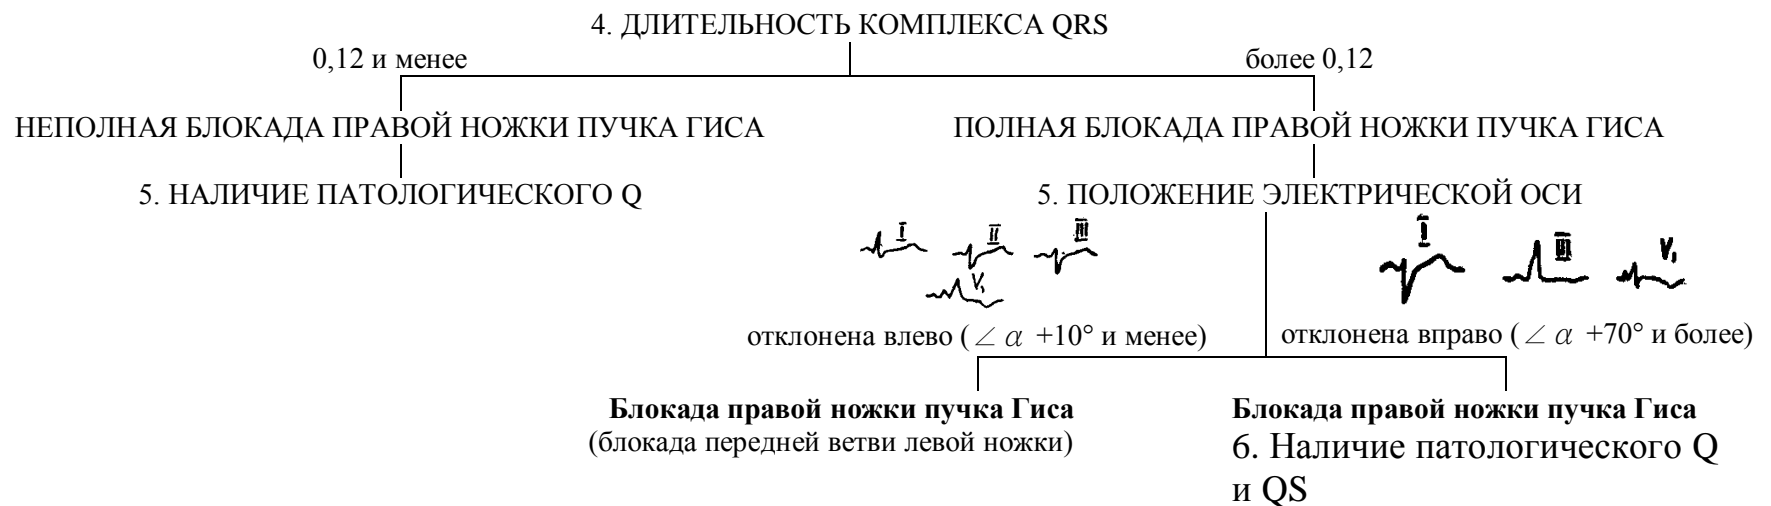 4. ДЛИТЕЛЬНОСТЬ КОМПЛЕКСА QRS
0,12 и менее
более 0,12
НЕПОЛНАЯ БЛОКАДА ПРАВОЙ НОЖКИ ПУЧКА ГИСА
ПОЛНАЯ БЛОКАДА ПРАВОЙ НОЖКИ ПУЧКА ГИСА
5. НАЛИЧИЕ ПАТОЛОГИЧЕСКОГО Q
5. ПОЛОЖЕНИЕ ЭЛЕКТРИЧЕСКОЙ ОСИ
I II III
V₁
I III V₁
отклонена влево (∠ α +10° и менее)
отклонена вправо (∠ α +70° и более)
Блокада правой ножки пучка Гиса
(блокада передней ветви левой ножки)
Блокада правой ножки пучка Гиса
6. Наличие патологического Q
и QS